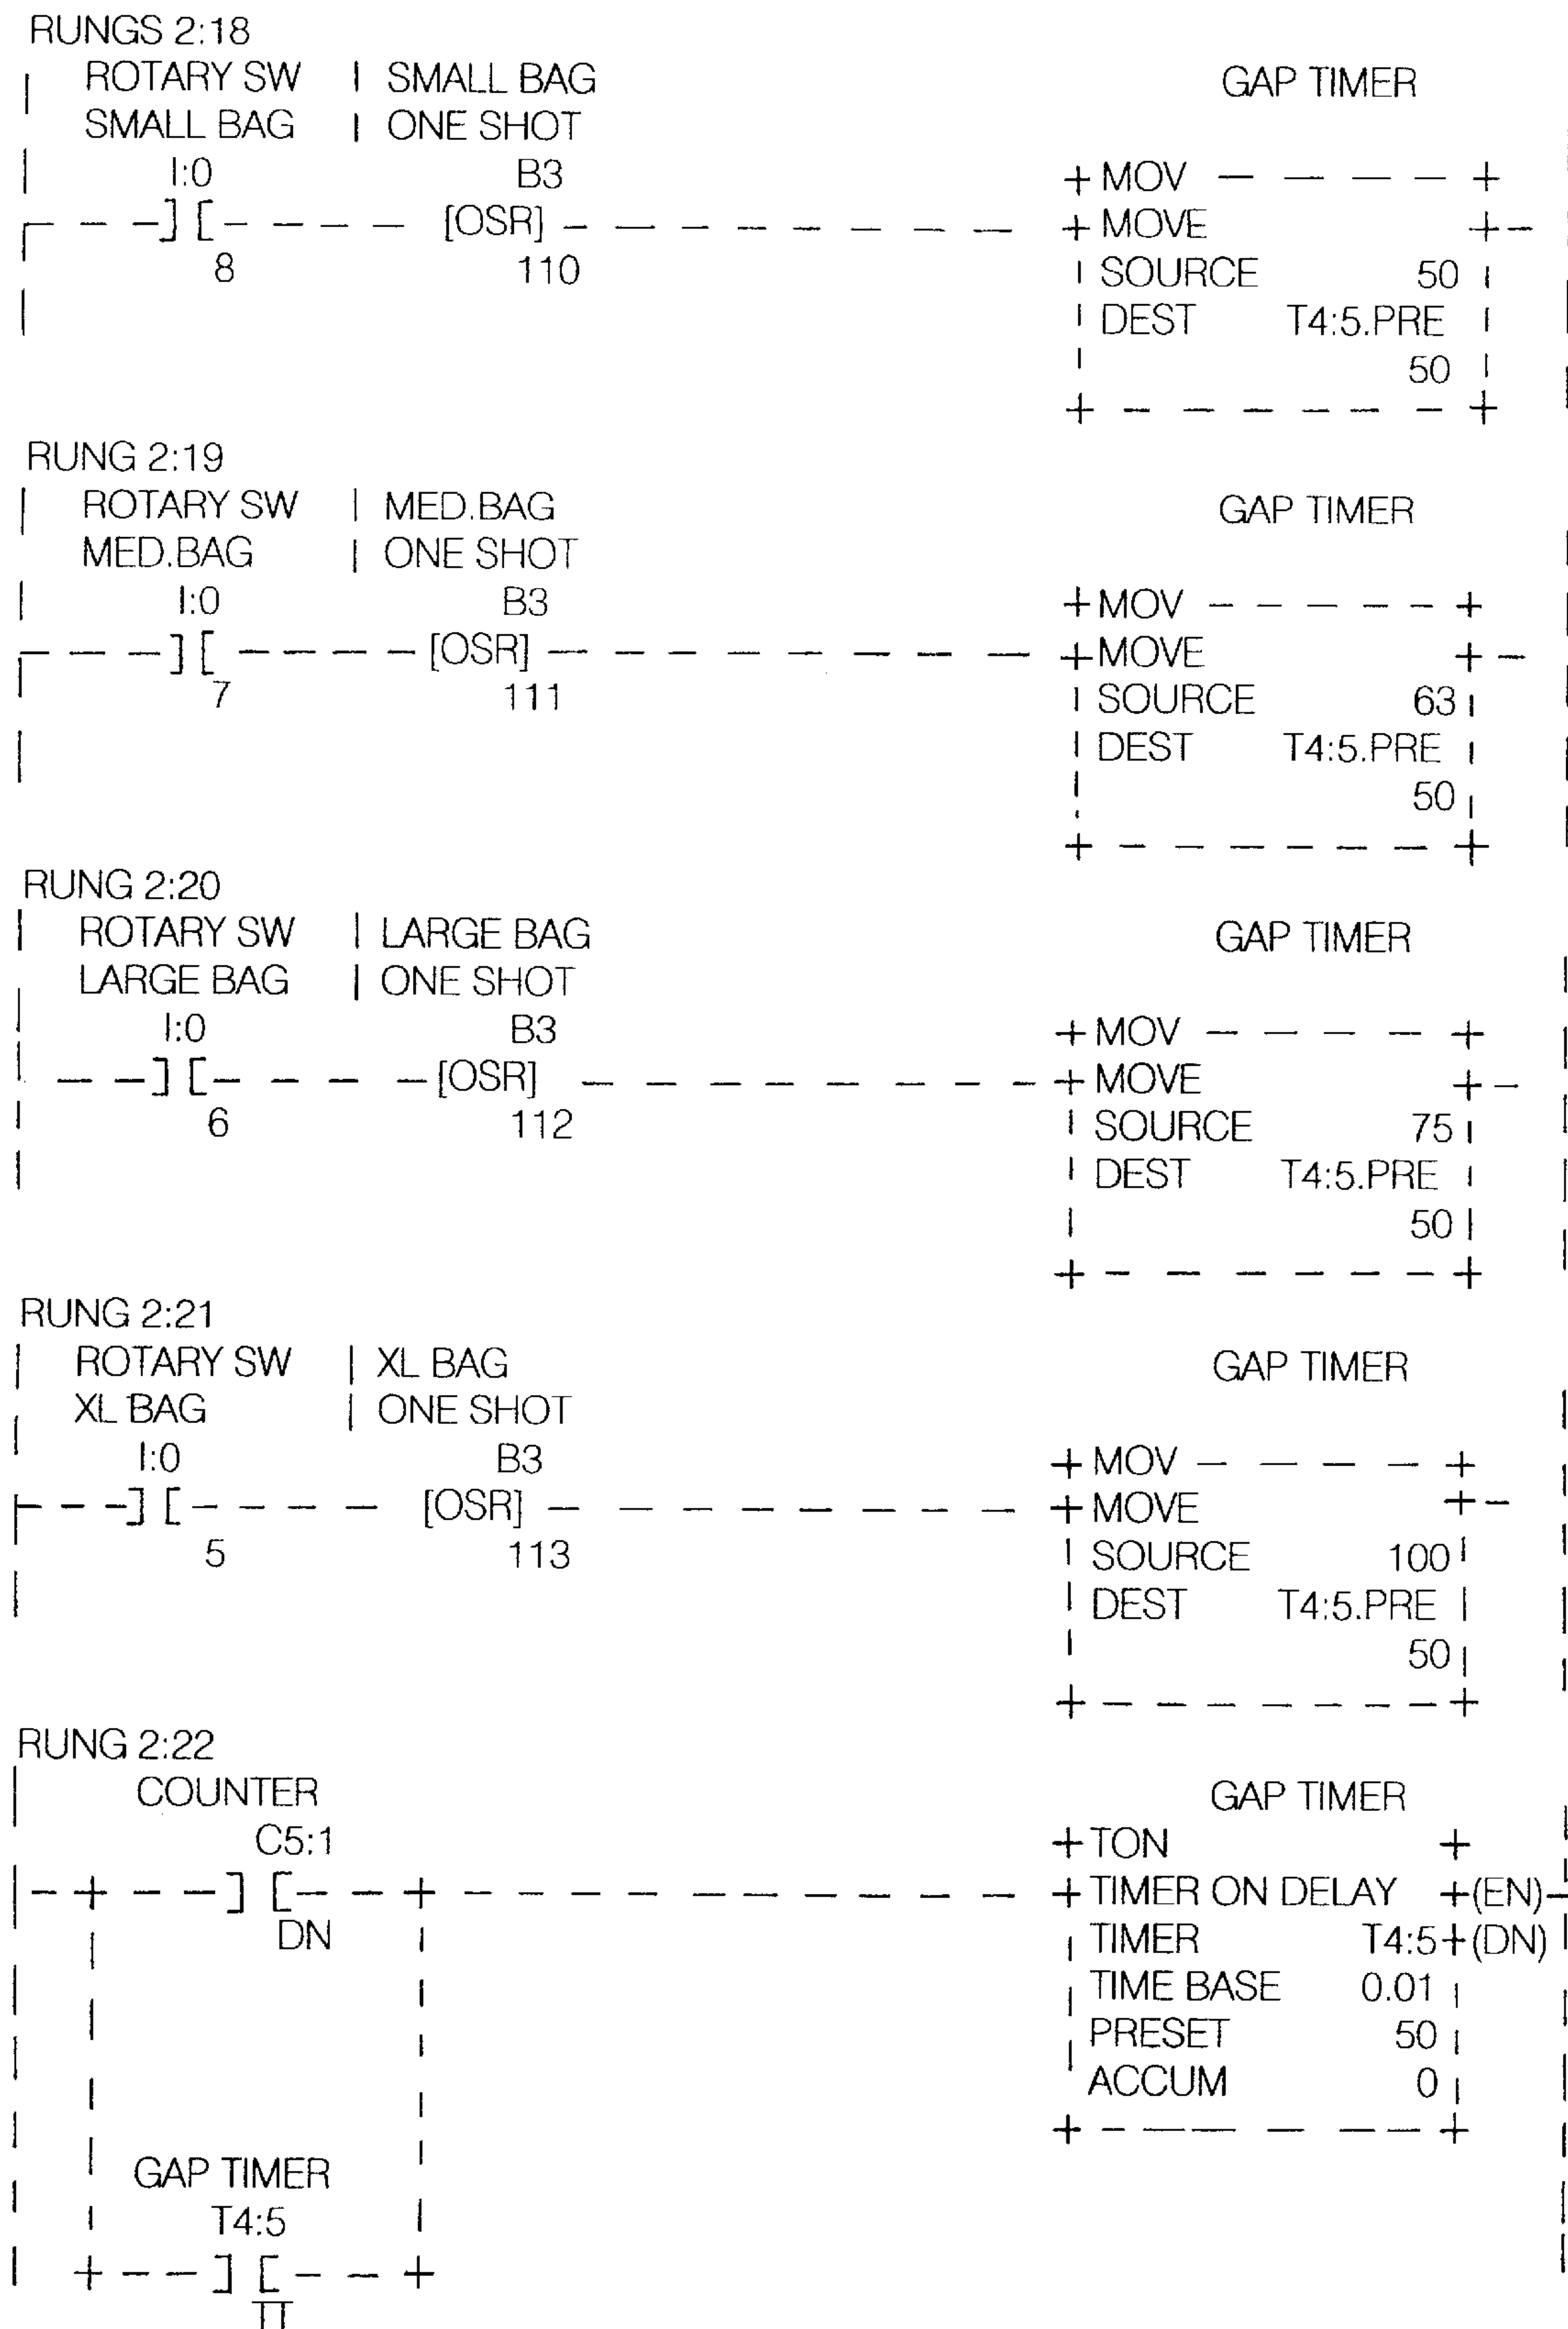 RUNGS 2:18
ROTARY SW | SMALL BAG GAP TIMER
SMALL BAG | ONE SHOT
I:0 B3 + MOV – – – – – +
] [ [OSR] + MOVE + –
8 110 SOURCE 50
DEST T4:5.PRE
50
RUNG 2:19
ROTARY SW | MED.BAG GAP TIMER
MED.BAG | ONE SHOT
I:0 B3 + MOV – – – – – +
] [ [OSR] + MOVE + –
7 111 SOURCE 63
DEST T4:5.PRE
50
RUNG 2:20
ROTARY SW | LARGE BAG GAP TIMER
LARGE BAG | ONE SHOT
I:0 B3 + MOV – – – – – +
] [ [OSR] + MOVE + –
6 112 SOURCE 75
DEST T4:5.PRE
50
RUNG 2:21
ROTARY SW | XL BAG GAP TIMER
XL BAG | ONE SHOT
I:0 B3 + MOV – – – – – +
] [ [OSR] + MOVE + –
5 113 SOURCE 100
DEST T4:5.PRE
50
RUNG 2:22
COUNTER GAP TIMER
C5:1 + TON +
] [ + TIMER ON DELAY + (EN)
DN TIMER T4:5 + (DN)
TIME BASE 0.01
PRESET 50
ACCUM 0
GAP TIMER
T4:5
] [
TT